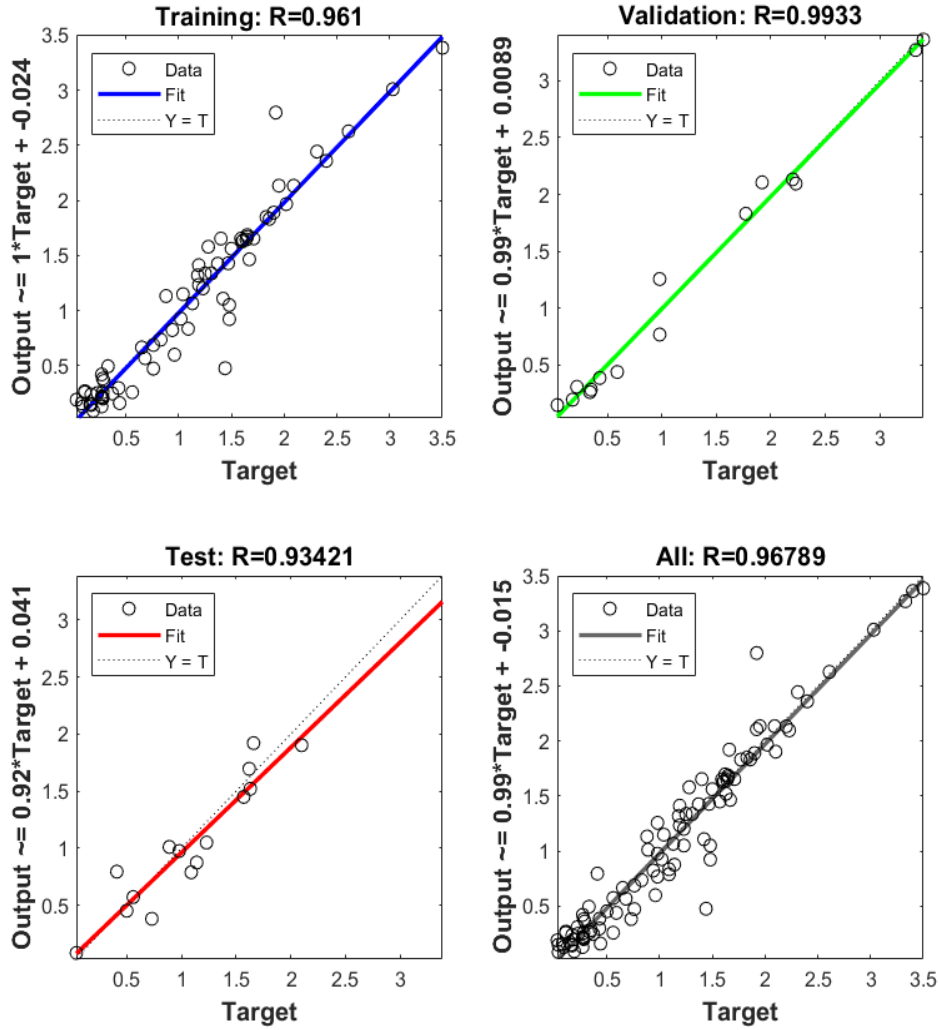 Training: R=0.961
Output ~= 1*Target + -0.024
3.5
3
2.5
2
1.5
1
0.5
Data
Fit
Y = T
0.5 1 1.5 2 2.5 3 3.5
Target
Validation: R=0.9933
Output ~= 0.99*Target + 0.0089
3
2.5
2
1.5
1
0.5
Data
Fit
Y = T
0.5 1 1.5 2 2.5 3
Target
Test: R=0.93421
Output ~= 0.92*Target + 0.041
3
2.5
2
1.5
1
0.5
Data
Fit
Y = T
0.5 1 1.5 2 2.5 3
Target
All: R=0.96789
Output ~= 0.99*Target + -0.015
3.5
3
2.5
2
1.5
1
0.5
Data
Fit
Y = T
0.5 1 1.5 2 2.5 3 3.5
Target